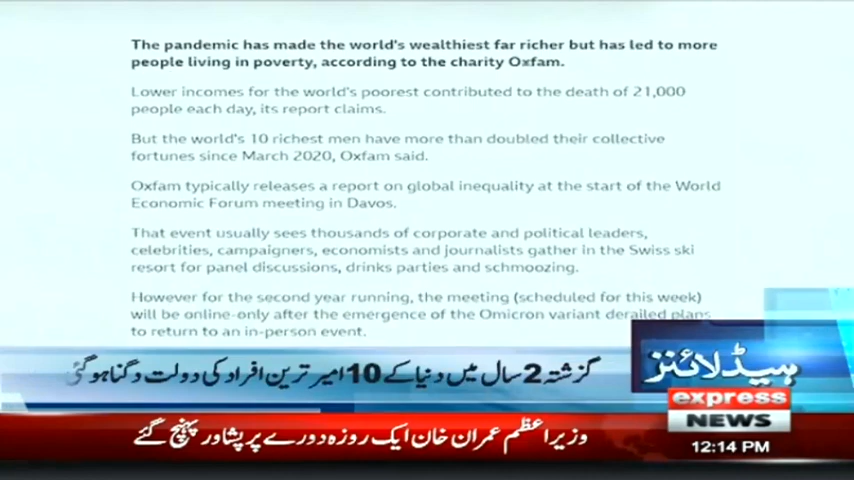 The pandemic has made the world's wealthiest far richer but has led to more
people living in poverty, according to the charity Oxfam.
Lower incomes for the world's poorest contributed to the death of 21,000
people each day, its report claims.
But the world's 10 richest men have more than doubled their collective
fortunes since March 2020, Oxfam said.
Oxfam typically releases a report on global inequality at the start of the World
Economic Forum meeting in Davos.
That event usually sees thousands of corporate and political leaders,
celebrities, campaigners, economists and journalists gather in the Swiss ski
resort for panel discussions, drinks parties and schmoozing.
However for the second year running, the meeting (scheduled for this week)
will be online-only after the emergence of the Omicron variant derailed plans
to return to an in-person event.
ہیڈلائنز
گزشتہ 2 سال میں دنیا کے 10 امیر ترین افراد کی دولت دگنا ہوگئی
express
NEWS
وزیراعظم عمران خان ایک روزہ دورے پر پشاور پہنچ گئے
12:14 PM